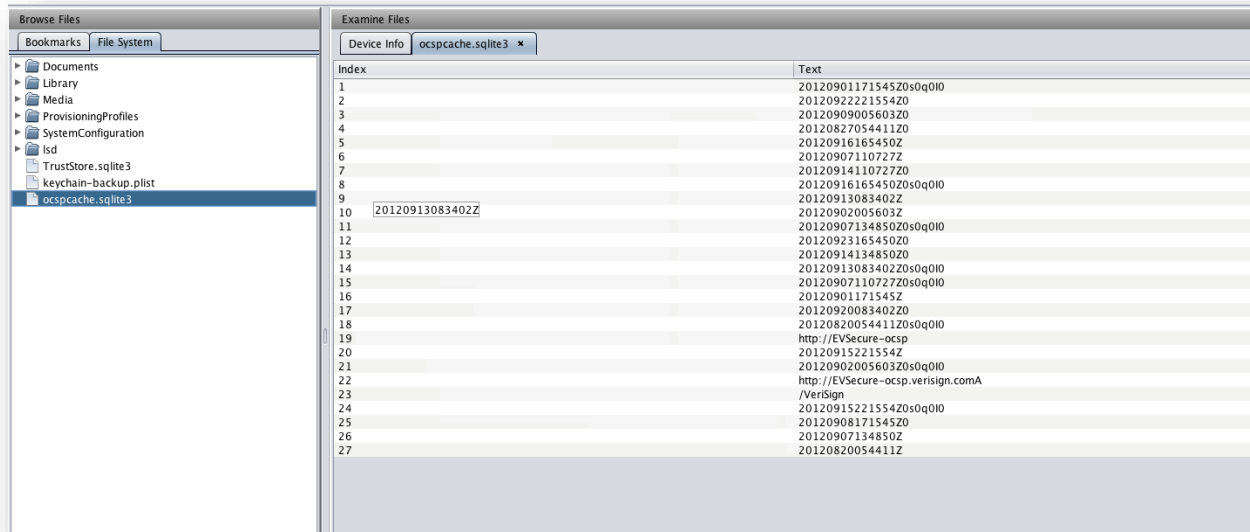 Browse Files
Bookmarks File System
Documents
Library
Media
ProvisioningProfiles
SystemConfiguration
lsd
TrustStore.sqlite3
keychain-backup.plist
ocspcache.sqlite3
Examine Files
Device Info ocspcache.sqlite3 ×
Index Text
1 20120901171545Z0s0q0I0
2 20120922221554Z0
3 20120909005603Z0
4 20120827054411Z0
5 20120916165450Z
6 20120907110727Z
7 20120914110727Z0
8 20120916165450Z0s0q0I0
9 20120913083402Z
10 20120902005603Z
20120913083402Z
11 20120907134850Z0s0q0I0
12 20120923165450Z0
13 20120914134850Z0
14 20120913083402Z0s0q0I0
15 20120907110727Z0s0q0I0
16 20120901171545Z
17 20120920083402Z0
18 20120820054411Z0s0q0I0
19 http://EVSecure-ocsp
20 20120915221554Z
21 20120902005603Z0s0q0I0
22 http://EVSecure-ocsp.verisign.comA
23 /VeriSign
24 20120915221554Z0s0q0I0
25 20120908171545Z0
26 20120907134850Z
27 20120820054411Z